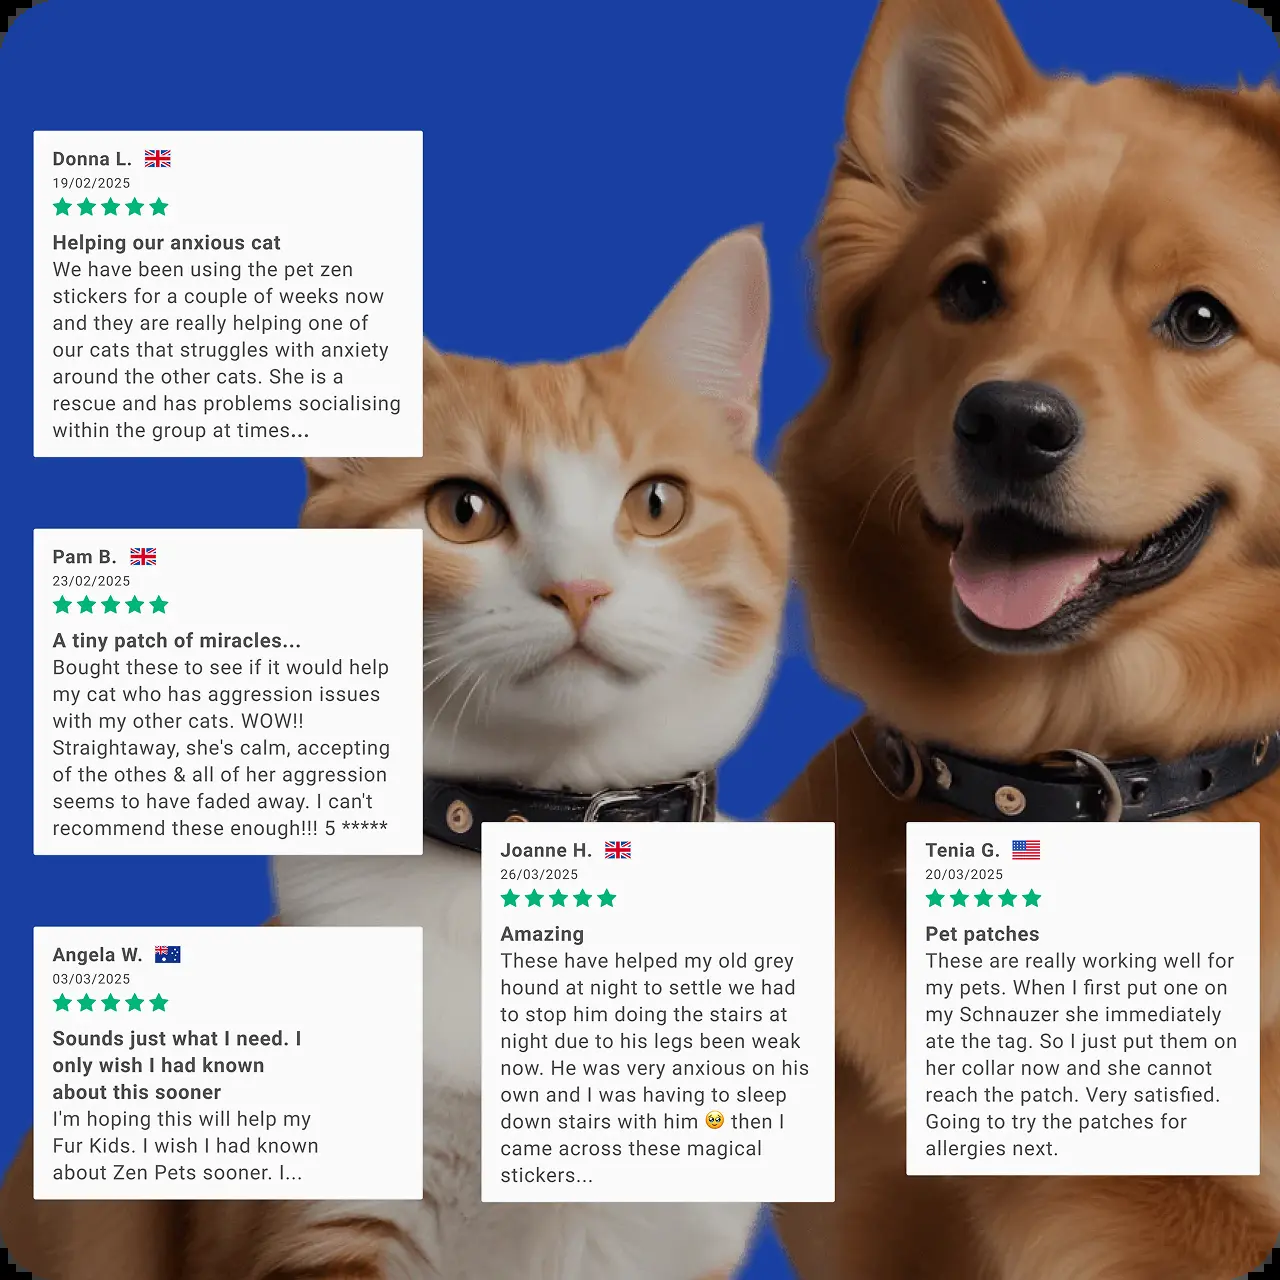 Donna L.
19/02/2025
Helping our anxious cat
We have been using the pet zen
stickers for a couple of weeks now
and they are really helping one of
our cats that struggles with anxiety
around the other cats. She is a
rescue and has problems socialising
within the group at times...
Pam B.
23/02/2025
A tiny patch of miracles...
Bought these to see if it would help
my cat who has aggression issues
with my other cats. WOW!!
Straightaway, she's calm, accepting
of the othes & all of her aggression
seems to have faded away. I can't
recommend these enough!!! 5 *****
Angela W.
03/03/2025
Sounds just what I need. I
only wish I had known
about this sooner
I'm hoping this will help my
Fur Kids. I wish I had known
about Zen Pets sooner. I...
Joanne H.
26/03/2025
Amazing
These have helped my old grey
hound at night to settle we had
to stop him doing the stairs at
night due to his legs been weak
now. He was very anxious on his
own and I was having to sleep
down stairs with him 🥹 then I
came across these magical
stickers...
Tenia G.
20/03/2025
Pet patches
These are really working well for
my pets. When I first put one on
my Schnauzer she immediately
ate the tag. So I just put them on
her collar now and she cannot
reach the patch. Very satisfied.
Going to try the patches for
allergies next.